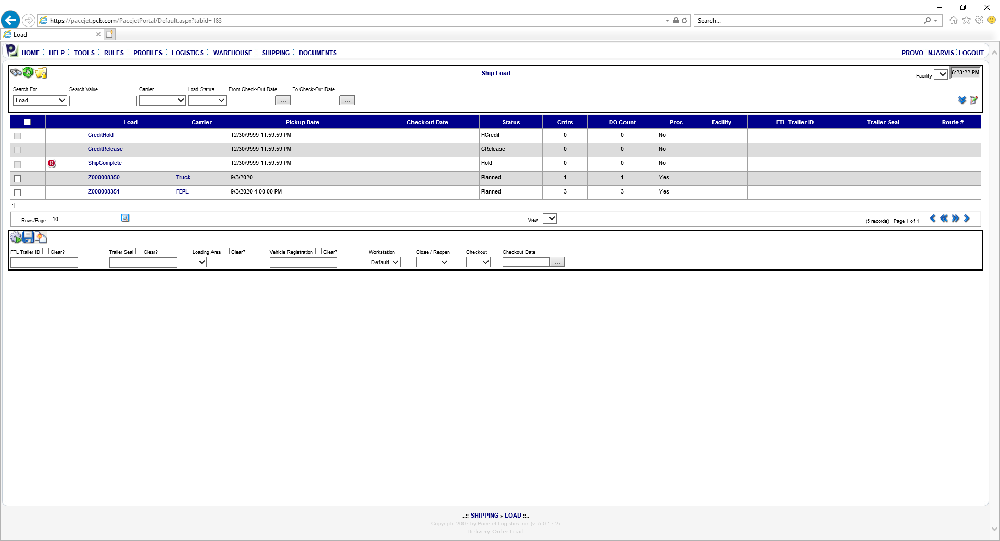 https://pacejet.pcb.com/PacejetPortal/Default.aspx?tabid=183
Search...
Load
HOME HELP TOOLS RULES PROFILES LOGISTICS WAREHOUSE SHIPPING DOCUMENTS PROVO NJARVIS LOGOUT
Ship Load
Facility 6:23:22 PM
Search For Search Value Carrier Load Status From Check-Out Date To Check-Out Date
Load ... ...
Load Carrier Pickup Date Checkout Date Status Cntrs DO Count Proc Facility FTL Trailer ID Trailer Seal Route #
CreditHold 12/30/9999 11:59:59 PM HCredit 0 0 No
CreditRelease 12/30/9999 11:59:59 PM CRelease 0 0 No
R ShipComplete 12/30/9999 11:59:59 PM Hold 0 0 No
Z000008350 Truck 9/3/2020 Planned 1 1 Yes
Z000008351 FEPL 9/3/2020 4:00:00 PM Planned 3 3 Yes
1
Rows/Page: 10 View (5 records) Page 1 of 1
FTL Trailer ID Clear? Trailer Seal Clear? Loading Area Clear? Vehicle Registration Clear? Workstation Close / Reopen Checkout Checkout Date
Default ...
..:: SHIPPING » LOAD ::..
Copyright 2007 by Pacejet Logistics Inc. (v. 5.0.17.2)
Delivery Order Load